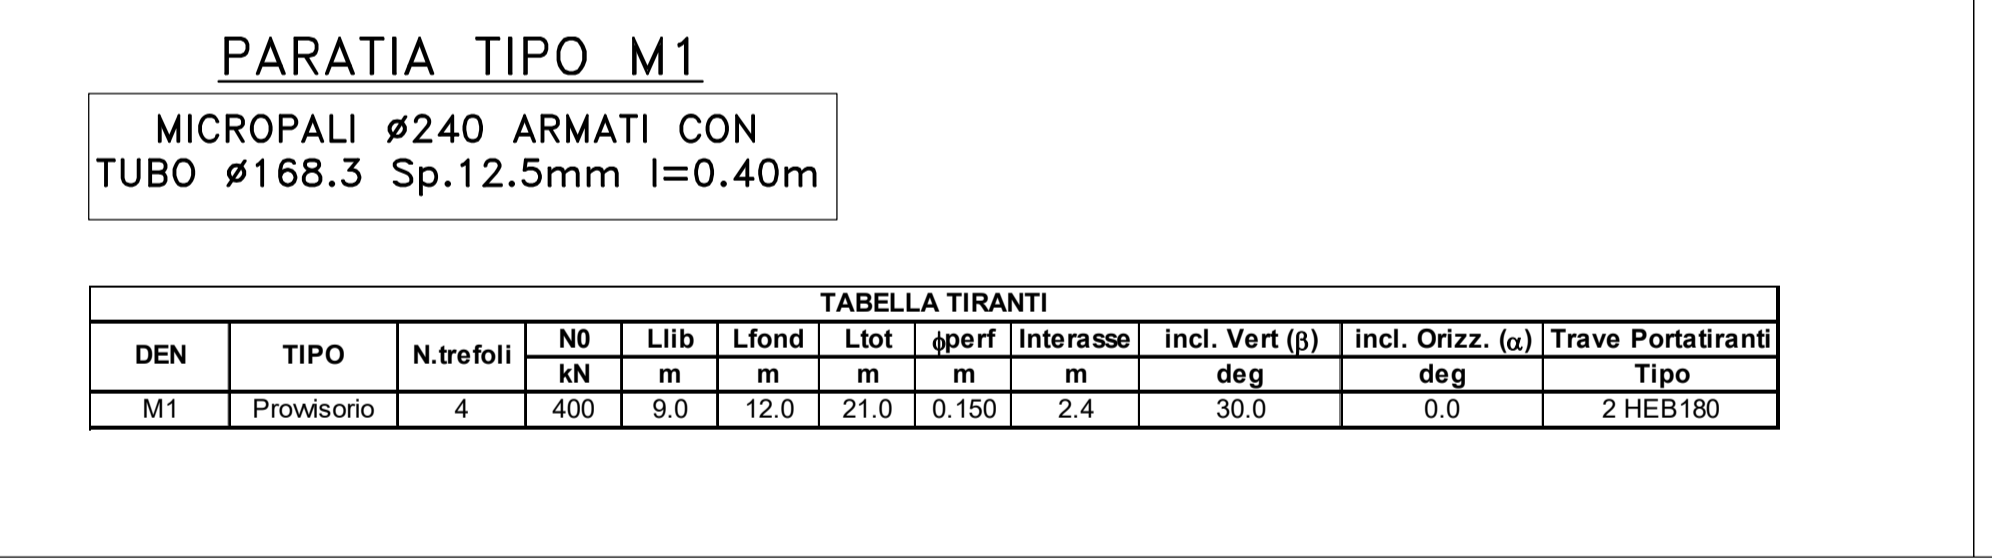 PARATIA TIPO M1
MICROPALI ø240 ARMATI CON
TUBO ø168.3 Sp.12.5mm I=0.40m
TABELLA TIRANTI
DEN TIPO N.trefoli N0 Llib Lfond Ltot ϕperf Interasse incl. Vert (β) incl. Orizz. (α) Trave Portatiranti
kN m m m m m deg deg Tipo
M1 Provvisorio 4 400 9.0 12.0 21.0 0.150 2.4 30.0 0.0 2 HEB180